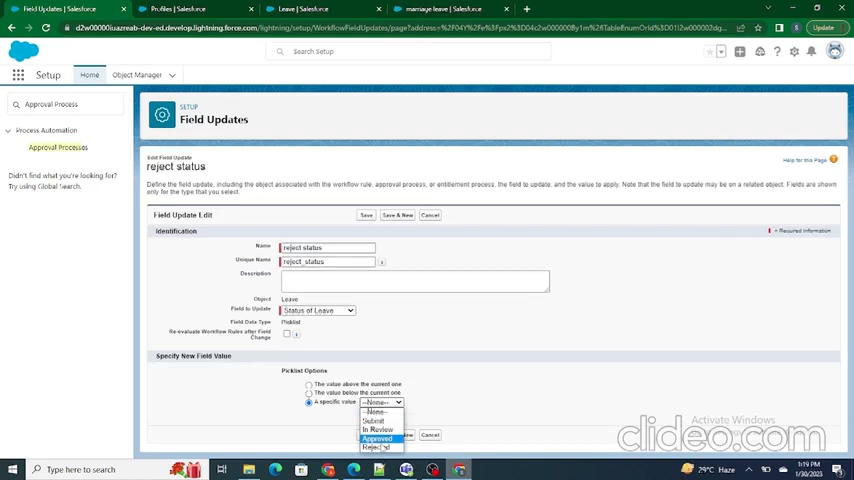 Field Updates | Salesforce
Profiles | Salesforce
Leave | Salesforce
marriaye leave | Salesforce
Update
Search Setup
Setup
Home
Object Manager
Approval Process
Process Automation
Approval Processes
Didn't find what you're looking for?
Try using Global Search.
SETUP
Field Updates
Edit Field Update
reject status
Help for this Page
Define the field update, including the object associated with the workflow rule, approval process, or entitlement process, the field to update, and the value to apply. Note that the field to update may be on a related object. Fields are shown
only for the type that you select.
Field Update Edit
Save
Save & New
Cancel
Identification
= Required Information
Name
reject status
Unique Name
reject_status
Description
Object
Leave
Field to Update
Status of Leave
Field Data Type
Picklist
Re-evaluate Workflow Rules after Field
Change
Specify New Field Value
Picklist Options
The value above the current one
The value below the current one
A specific value
--None--
--None--
Submit
In Review
Approved
Rejected
Cancel
Activate Windows
clideo.com
Type here to search
29°C Haze
1:19 PM
1/30/2023